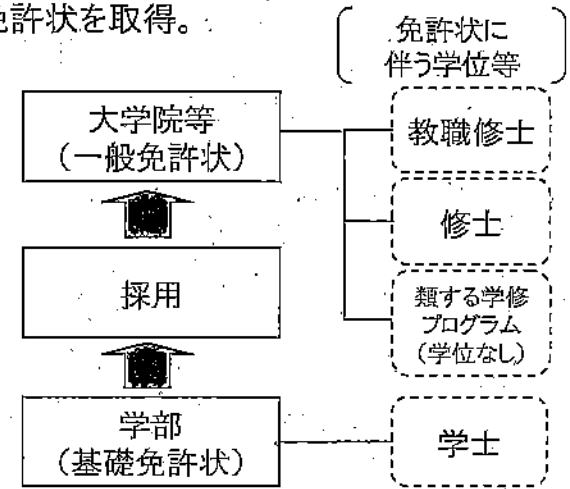 免許状を取得。
免許状に
伴う学位等
大学院等
（一般免許状）
教職修士
修士
採用
類する学修
プログラム
（学位なし）
学部
（基礎免許状）
学士